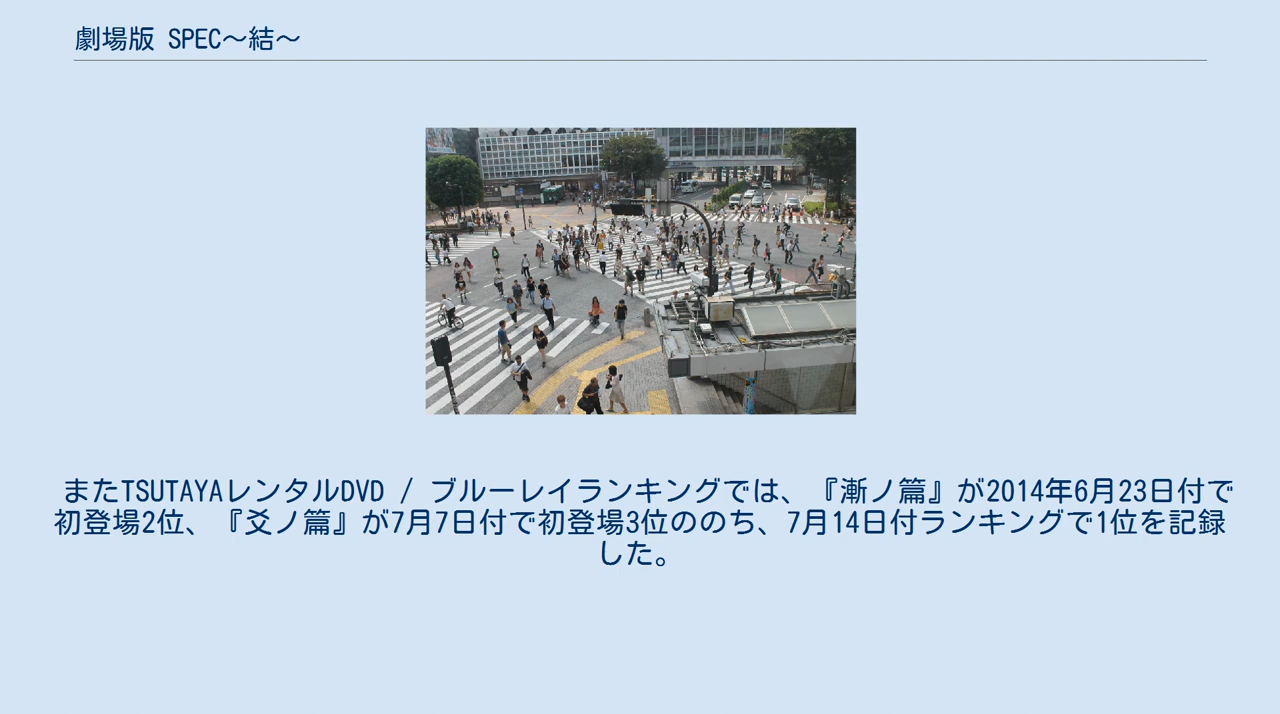 劇場版 SPEC〜結〜
またTSUTAYAレンタルDVD / ブルーレイランキングでは、『漸ノ篇』が2014年6月23日付で
初登場2位、『爻ノ篇』が7月7日付で初登場3位ののち、7月14日付ランキングで1位を記録
した。